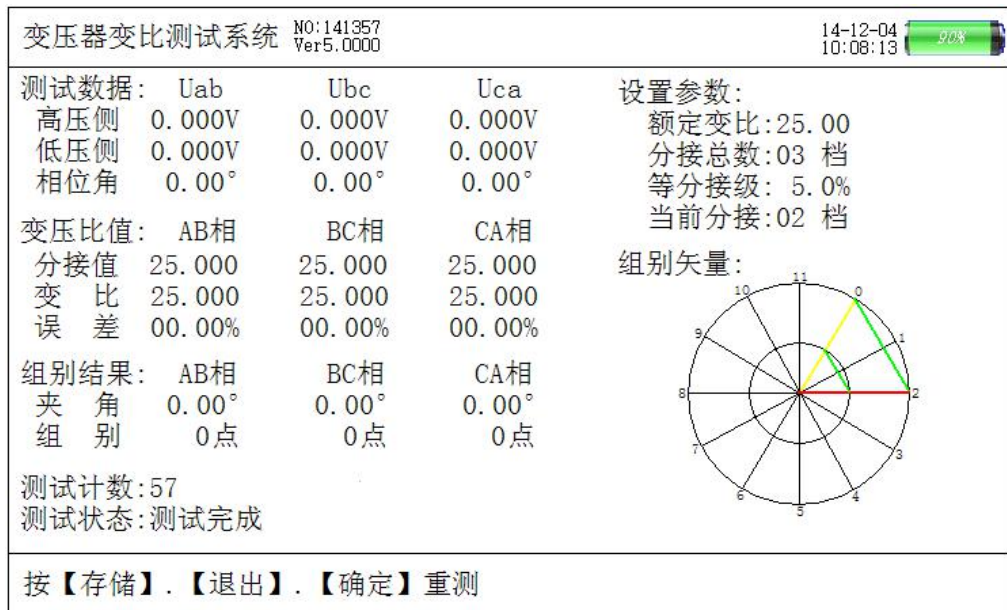 变压器变比测试系统 NO:141357
Ver5.0000
14-12-04
10:08:13
90%
测试数据: Uab Ubc Uca
高压侧 0.000V 0.000V 0.000V
低压侧 0.000V 0.000V 0.000V
相位角 0.00° 0.00° 0.00°
变压比值: AB相 BC相 CA相
分接值 25.000 25.000 25.000
变 比 25.000 25.000 25.000
误 差 00.00% 00.00% 00.00%
组别结果: AB相 BC相 CA相
夹 角 0.00° 0.00° 0.00°
组 别 0点 0点 0点
测试计数:57
测试状态:测试完成
设置参数:
额定变比:25.00
分接总数:03 档
等分接级: 5.0%
当前分接:02 档
组别矢量:
11
10
0
9
1
8
2
7
3
6
4
5
按【存储】.【退出】.【确定】重测